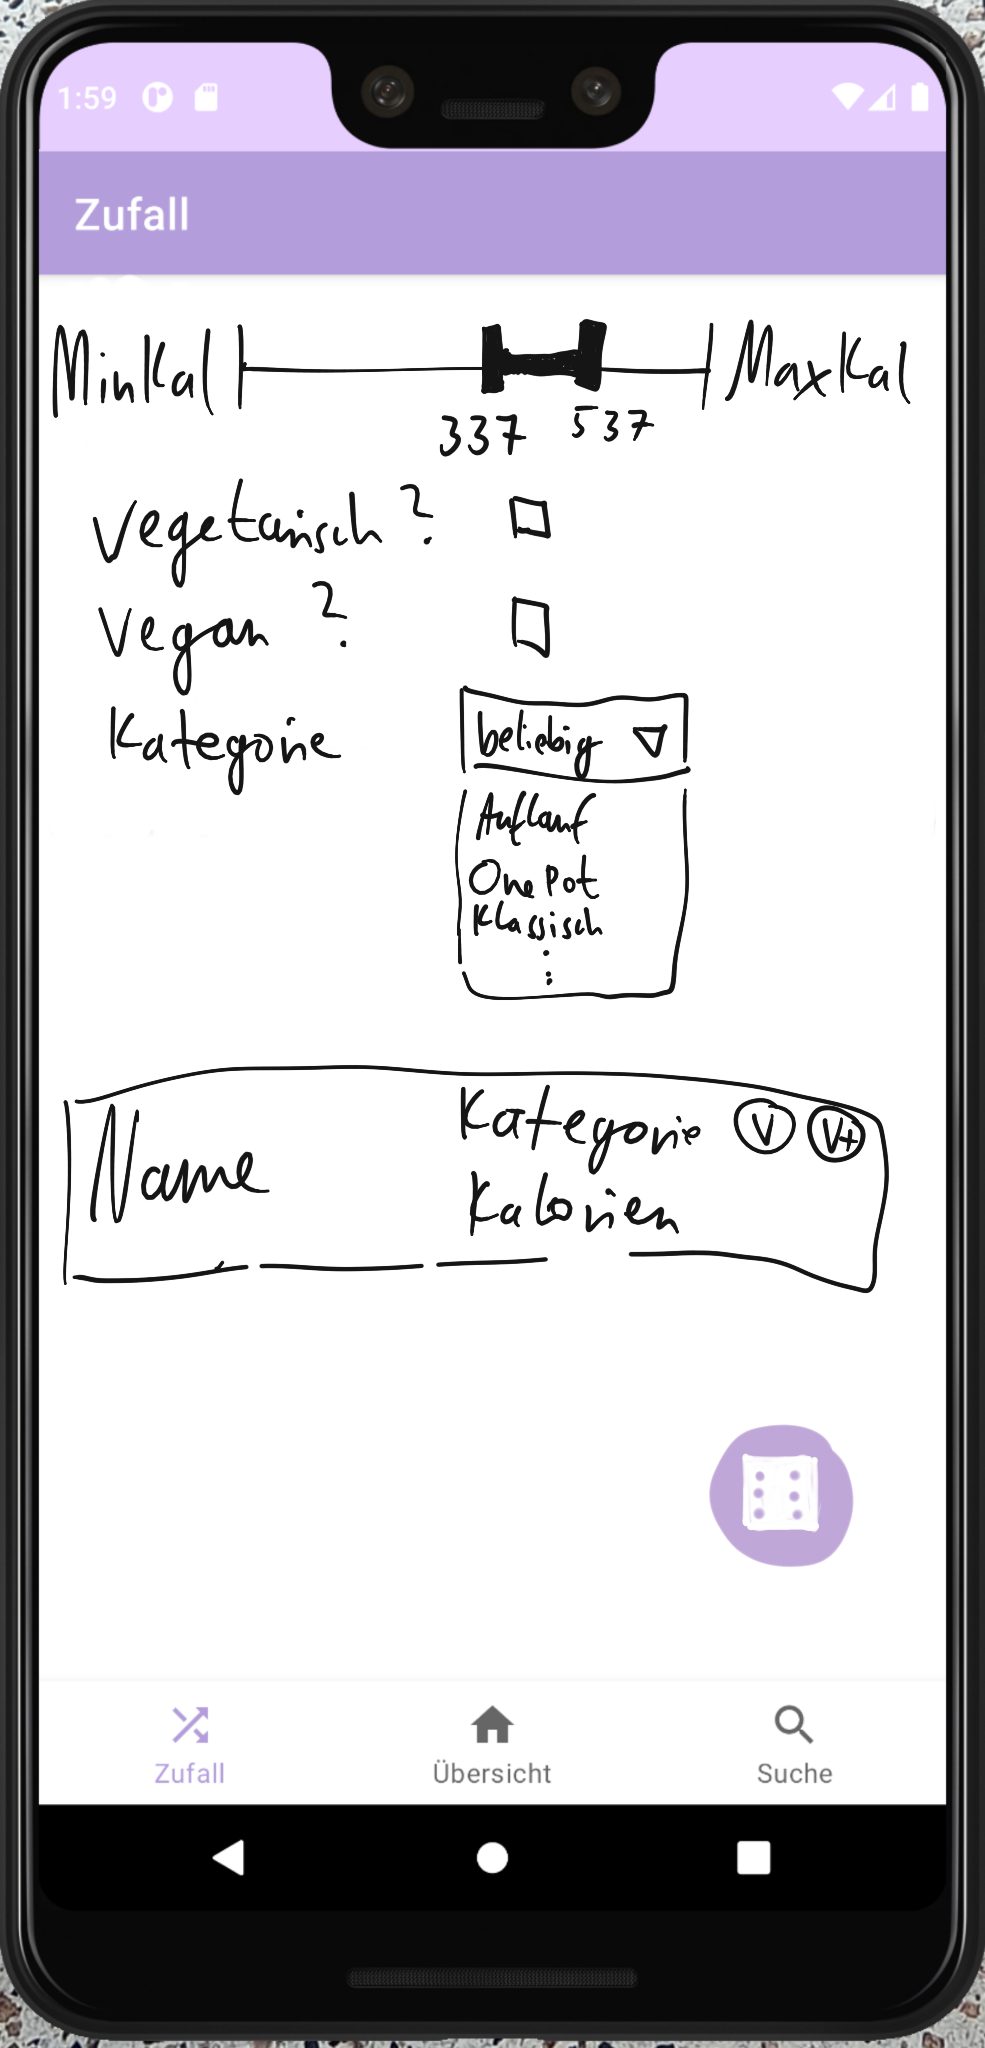 1:59
Zufall
MinKal MaxKal
337 537
vegetarisch?
vegan?
Kategorie beliebig
Auflauf
One Pot
Klassisch
Name Kategorie V V+
Kalorien
Zufall Übersicht Suche